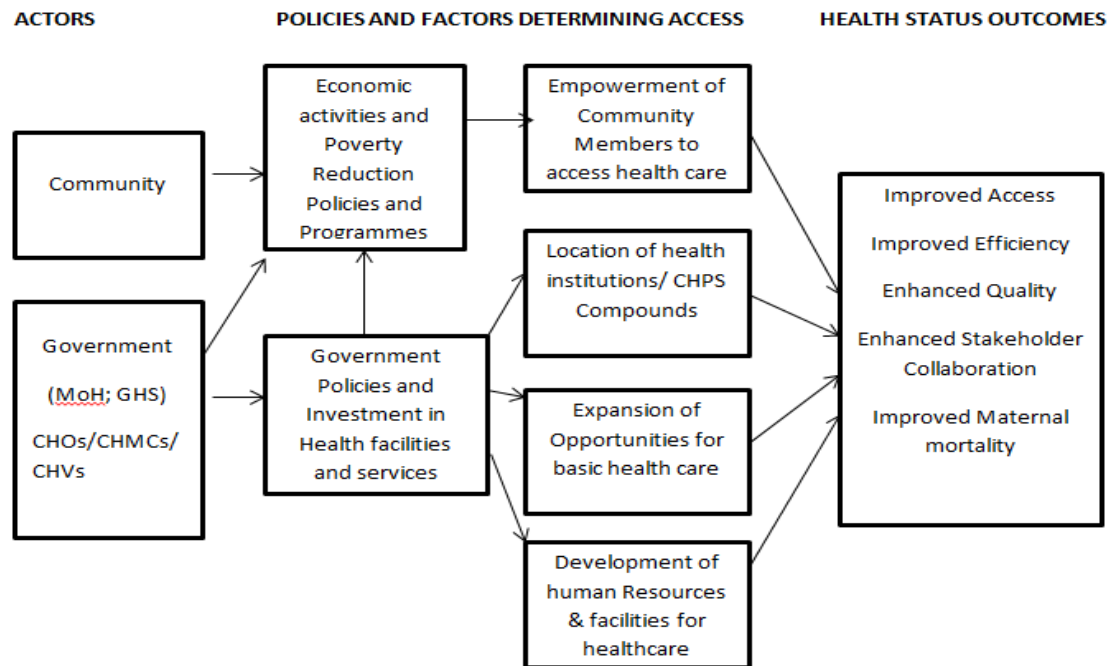 ACTORS
POLICIES AND FACTORS DETERMINING ACCESS
HEALTH STATUS OUTCOMES
Community
Government
(MoH; GHS)
CHOs/CHMCs/
CHVs
Economic
activities and
Poverty
Reduction
Policies and
Programmes
Government
Policies and
Investment in
Health facilities
and services
Empowerment of
Community
Members to
access health care
Location of health
institutions/ CHPS
Compounds
Expansion of
Opportunities for
basic health care
Development of
human Resources
& facilities for
healthcare
Improved Access
Improved Efficiency
Enhanced Quality
Enhanced Stakeholder
Collaboration
Improved Maternal
mortality